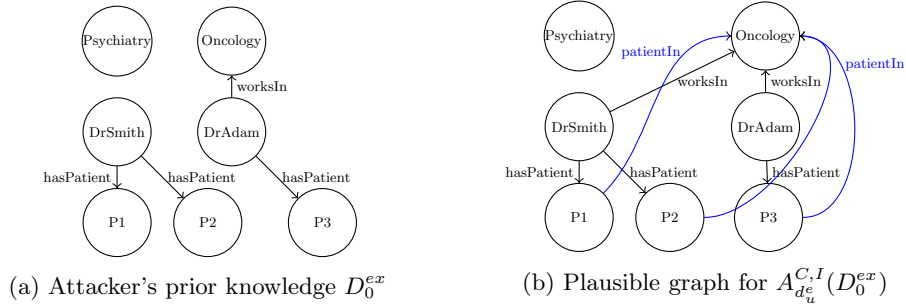 Psychiatry
Oncology
worksIn
DrSmith
DrAdam
hasPatient
hasPatient
hasPatient
P1
P2
P3
(a) Attacker's prior knowledge $D_0^{ex}$
Psychiatry
Oncology
patientIn
patientIn
worksIn
worksIn
DrSmith
DrAdam
hasPatient
hasPatient
hasPatient
P1
P2
P3
(b) Plausible graph for $A_{d_u^e}^{C,I}(D_0^{ex})$